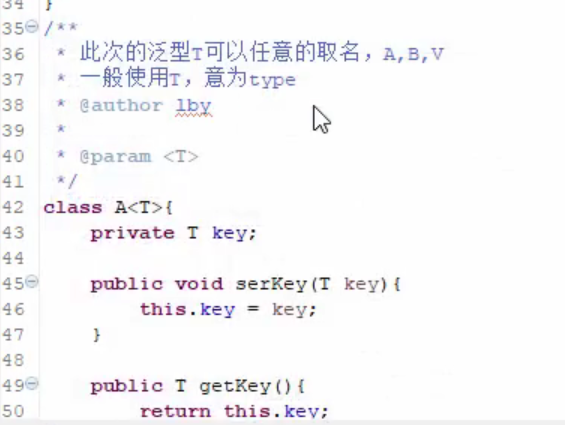 34 }
35 /**
36 * 此次的泛型T可以任意的取名，A,B,V
37 * 一般使用T，意为type
38 * @author lby
39 *
40 * @param <T>
41 */
42 class A<T>{
43 private T key;
44
45 public void serKey(T key){
46 this.key = key;
47 }
48
49 public T getKey(){
50 return this.key;